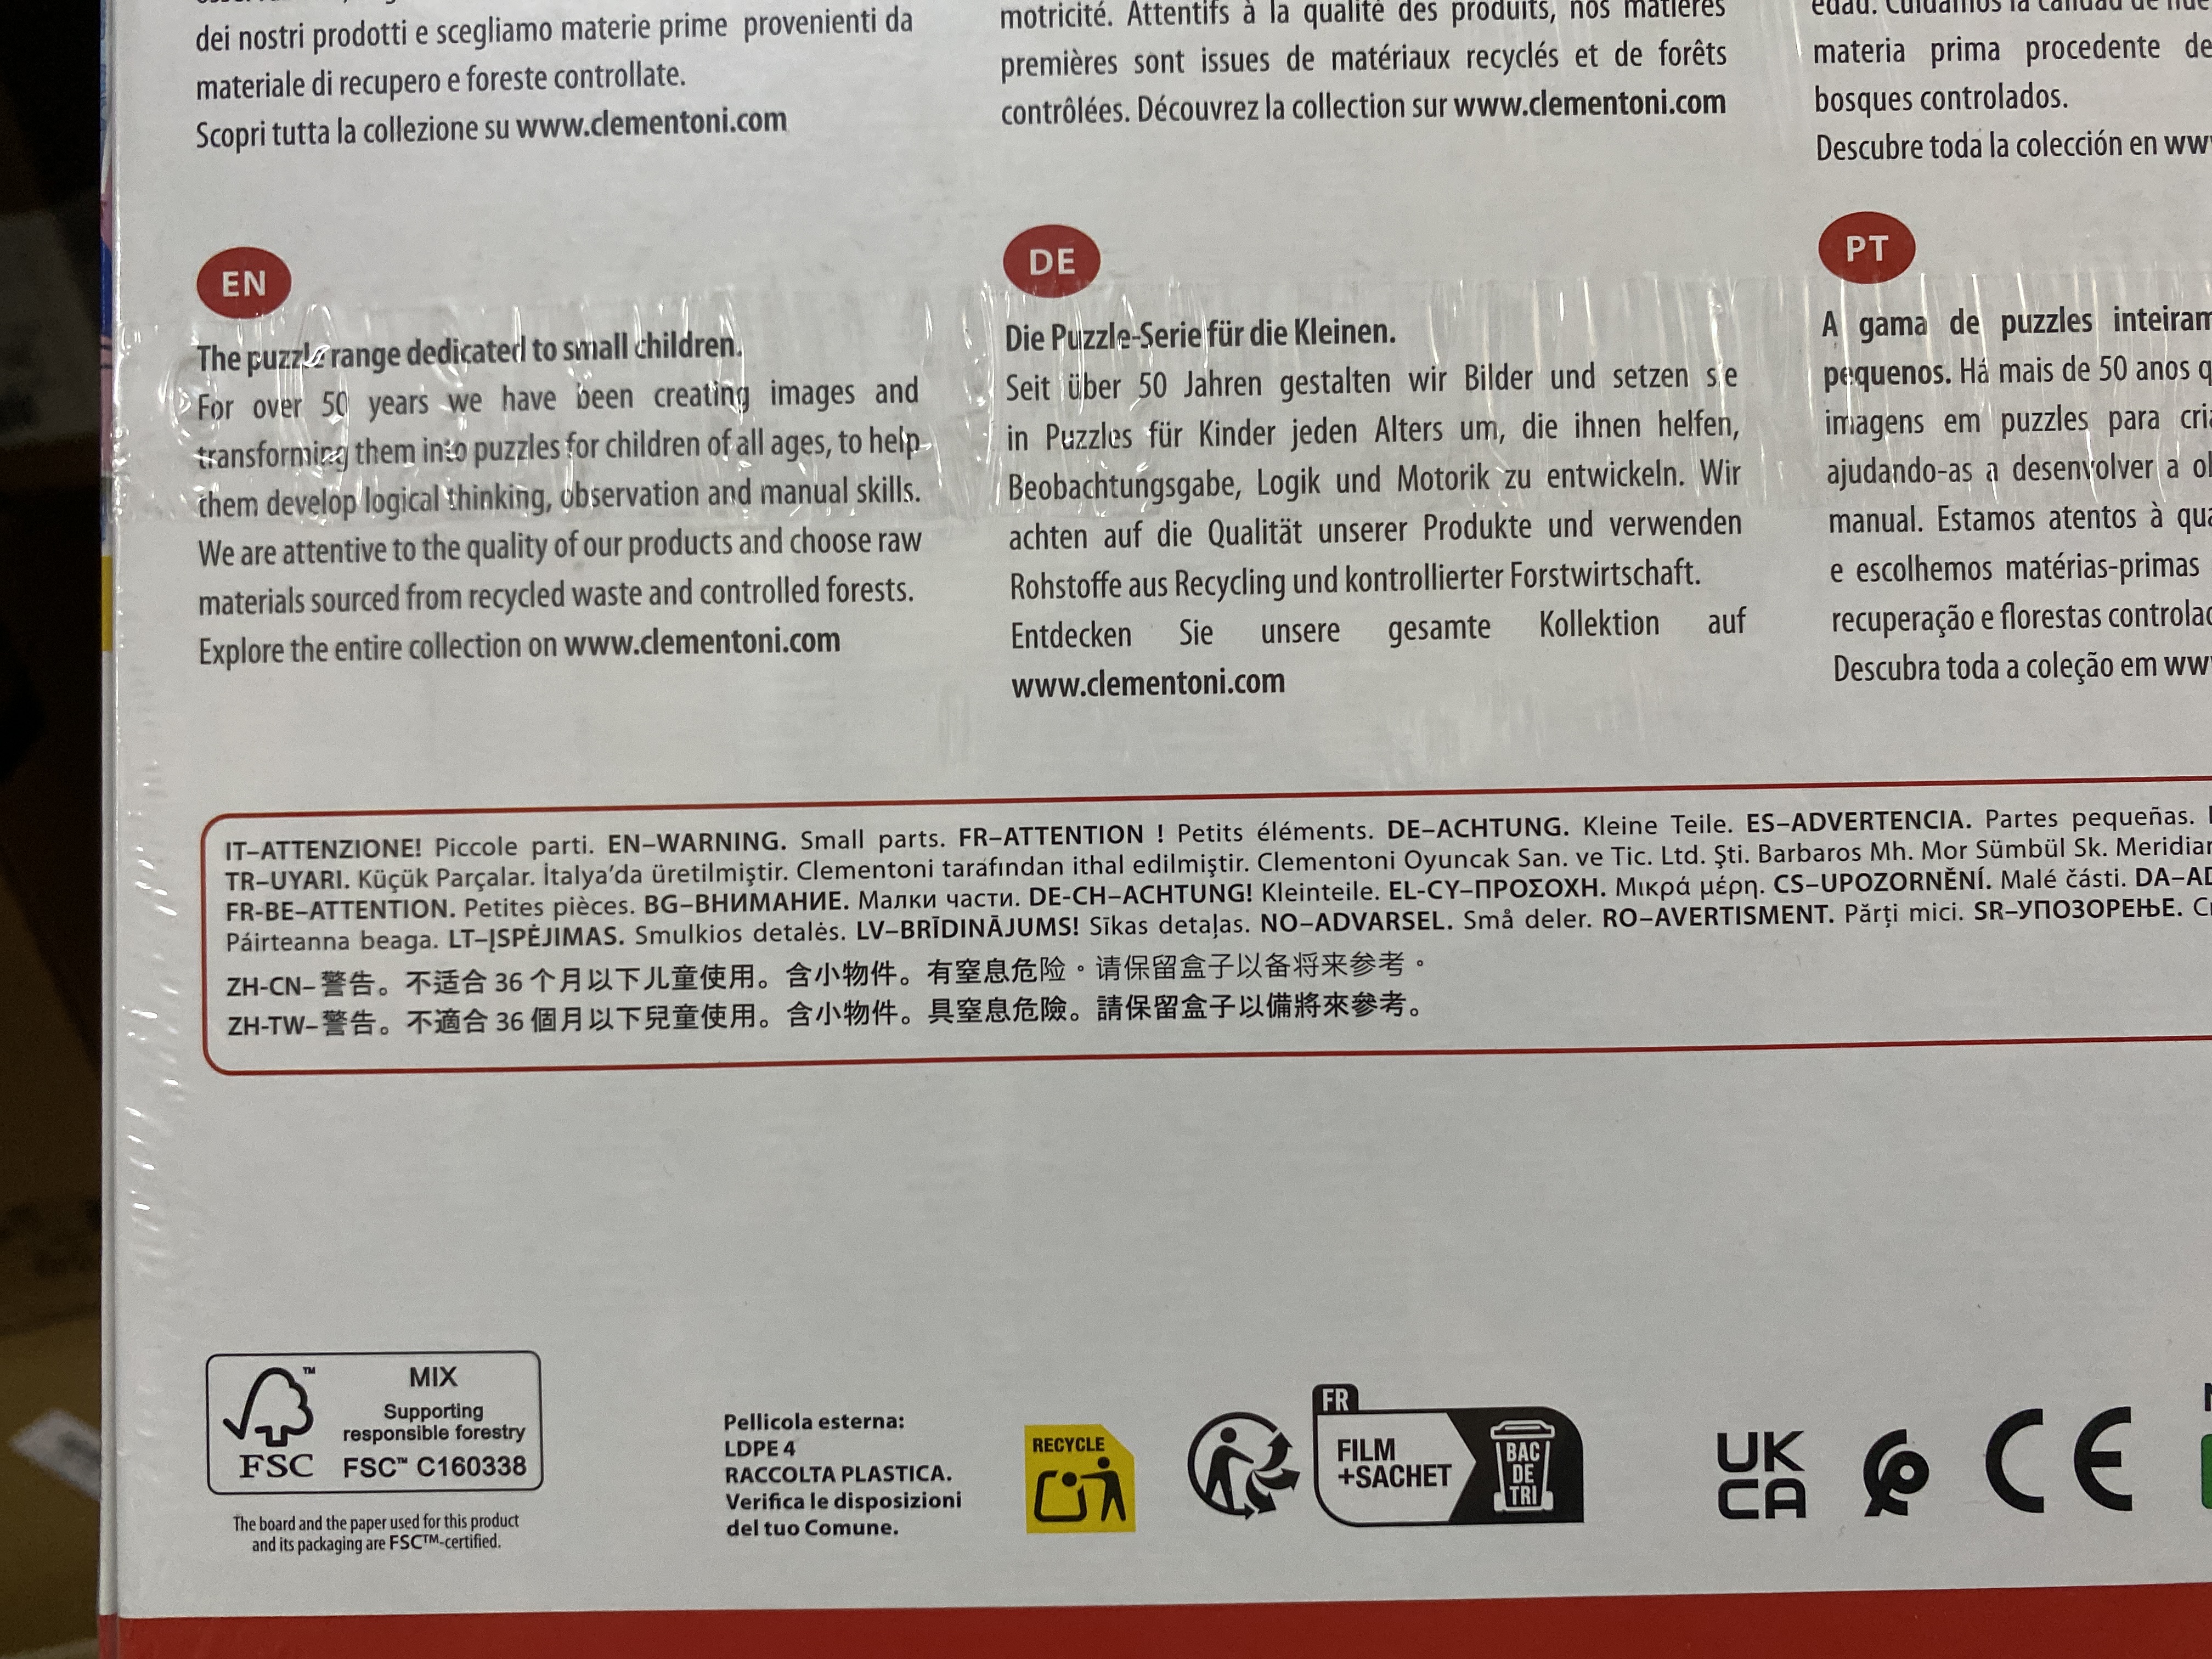 dei nostri prodotti e scegliamo materie prime provenienti da
materiale di recupero e foreste controllate.
Scopri tutta la collezione su www.clementoni.com
motricité. Attentifs à la qualité des produits, nos matières
premières sont issues de matériaux recyclés et de forêts
contrôlées. Découvrez la collection sur www.clementoni.com
edad. Cuidamos la calidad de
materia prima procedente de
bosques controlados.
Descubre toda la colección en
EN
The puzzle range dedicated to small children.
For over 50 years we have been creating images and
transforming them into puzzles for children of all ages, to help
them develop logical thinking, observation and manual skills.
We are attentive to the quality of our products and choose raw
materials sourced from recycled waste and controlled forests.
Explore the entire collection on www.clementoni.com
DE
Die Puzzle-Serie für die Kleinen.
Seit über 50 Jahren gestalten wir Bilder und setzen sie
in Puzzles für Kinder jeden Alters um, die ihnen helfen,
Beobachtungsgabe, Logik und Motorik zu entwickeln. Wir
achten auf die Qualität unserer Produkte und verwenden
Rohstoffe aus Recycling und kontrollierter Forstwirtschaft.
Entdecken Sie unsere gesamte Kollektion auf
www.clementoni.com
PT
A gama de puzzles
pequenos. Há mais de 50 anos
imagens em puzzles para
ajudando-as a desenvolver a
manual. Estamos atentos à
e escolhemos matérias-primas
recuperação e florestas
Descubra toda a coleção em
IT–ATTENZIONE! Piccole parti. EN–WARNING. Small parts. FR–ATTENTION ! Petits éléments. DE–ACHTUNG. Kleine Teile. ES–ADVERTENCIA. Partes pequeñas.
TR–UYARI. Küçük Parçalar. İtalya'da üretilmiştir. Clementoni tarafından ithal edilmiştir. Clementoni Oyuncak San. ve Tic. Ltd. Şti. Barbaros Mh. Mor Sümbül Sk.
FR-BE–ATTENTION. Petites pièces. BG–ВНИМАНИЕ. Малки части. DE-CH–ACHTUNG! Kleinteile. EL-CY–ΠΡΟΣΟΧΗ. Μικρά μέρη. CS–UPOZORNĚNÍ. Malé části.
Páirteanna beaga. LT–ĮSPĖJIMAS. Smulkios detalės. LV–BRĪDINĀJUMS! Sīkas detaļas. NO–ADVARSEL. Små deler. RO–AVERTISMENT. Părți mici. SR–УПОЗОРЕЊЕ.
ZH-CN–警告。不适合 36 个月以下儿童使用。含小物件。有窒息危险。请保留盒子以备将来参考。
ZH-TW–警告。不適合 36 個月以下兒童使用。含小物件。具窒息危險。請保留盒子以備將來參考。
MIX
Supporting
responsible forestry
FSC
FSC™ C160338
The board and the paper used for this product
and its packaging are FSC™-certified.
Pellicola esterna:
LDPE 4
RACCOLTA PLASTICA.
Verifica le disposizioni
del tuo Comune.
RECYCLE
FR
FILM
+SACHET
BAC
DE
TRI
UK
CA
CE